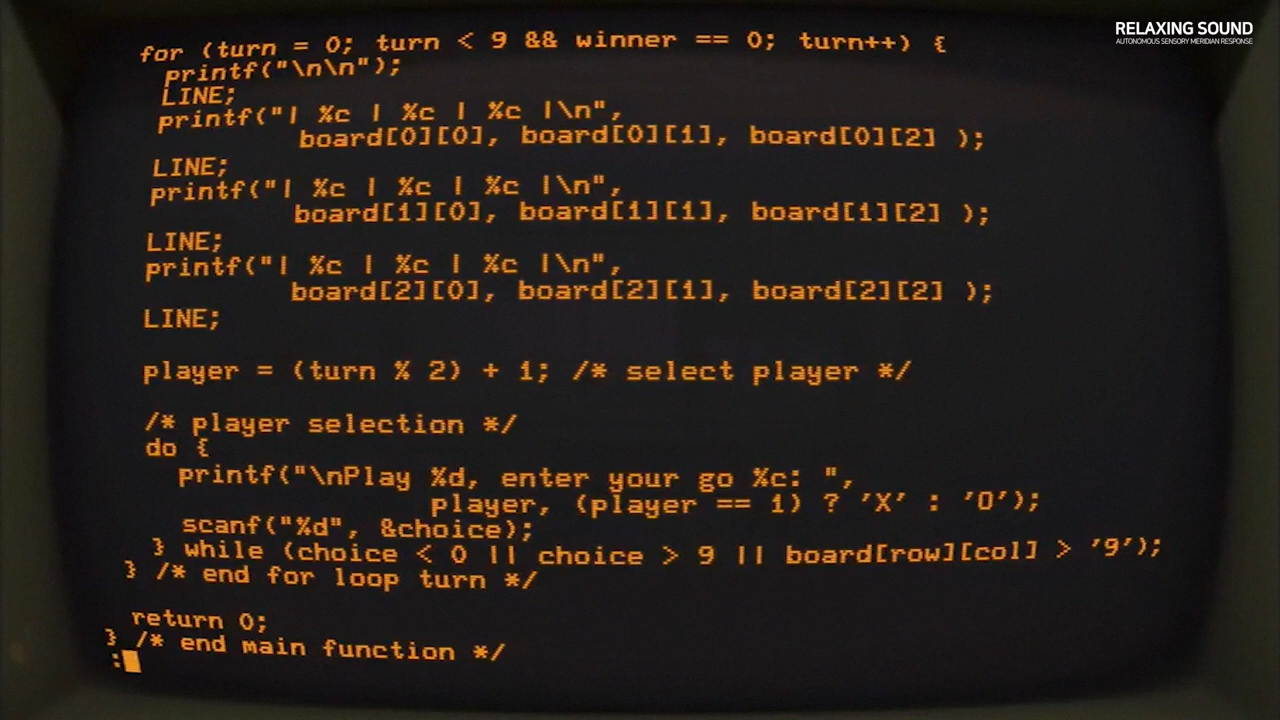 RELAXING SOUND
AUTONOMOUS SENSORY MERIDIAN RESPONSE
for (turn = 0; turn < 9 && winner == 0; turn++) {
printf("\n\n");
LINE;
printf("| %c | %c | %c |\n",
board[0][0], board[0][1], board[0][2] );
LINE;
printf("| %c | %c | %c |\n",
board[1][0], board[1][1], board[1][2] );
LINE;
printf("| %c | %c | %c |\n",
board[2][0], board[2][1], board[2][2] );
LINE;
player = (turn % 2) + 1; /* select player */
/* player selection */
do {
printf("\nPlay %d, enter your go %c: ",
player, (player == 1) ? 'X' : 'O');
scanf("%d", &choice);
} while (choice < 0 || choice > 9 || board[row][col] > '9');
} /* end for loop turn */
return 0;
} /* end main function */
: